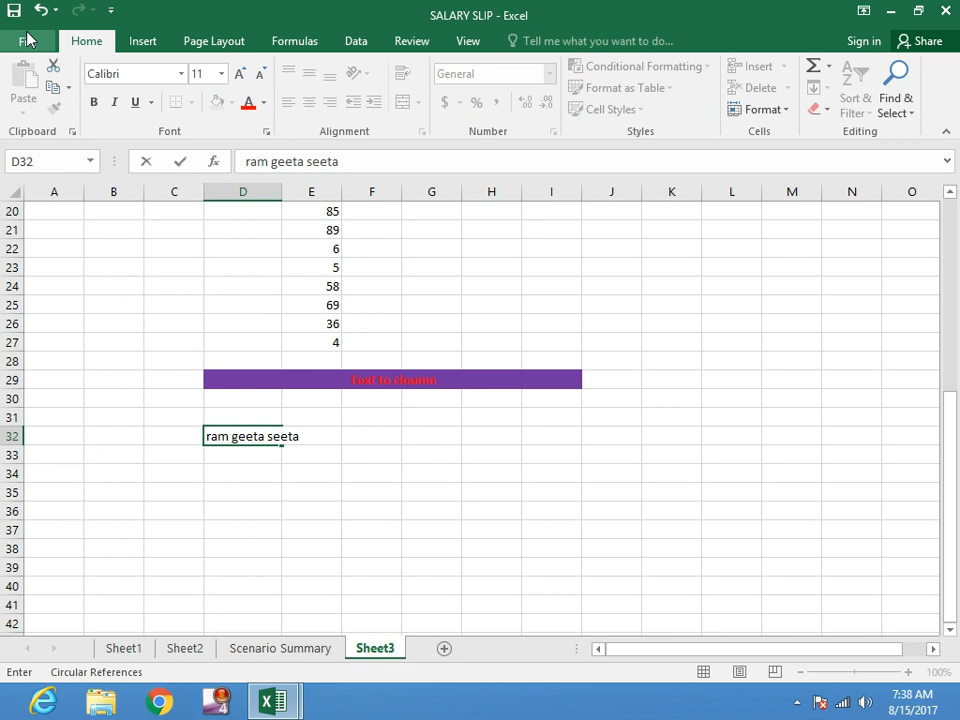 SALARY SLIP - Excel
Home Insert Page Layout Formulas Data Review View Tell me what you want to do... Sign in Share
Paste Calibri 11 General Conditional Formatting Insert
B I U A $ % Format as Table Delete Sort & Find &
Cell Styles Format Filter Select
Clipboard Font Alignment Number Styles Cells Editing
D32 fx ram geeta seeta
A B C D E F G H I J K L M N O
20 85
21 89
22 6
23 5
24 58
25 69
26 36
27 4
28
29 Text to cloumn
30
31
32 ram geeta seeta
33
34
35
36
37
38
39
40
41
42
Sheet1 Sheet2 Scenario Summary Sheet3
Enter Circular References 100%
7:38 AM
8/15/2017